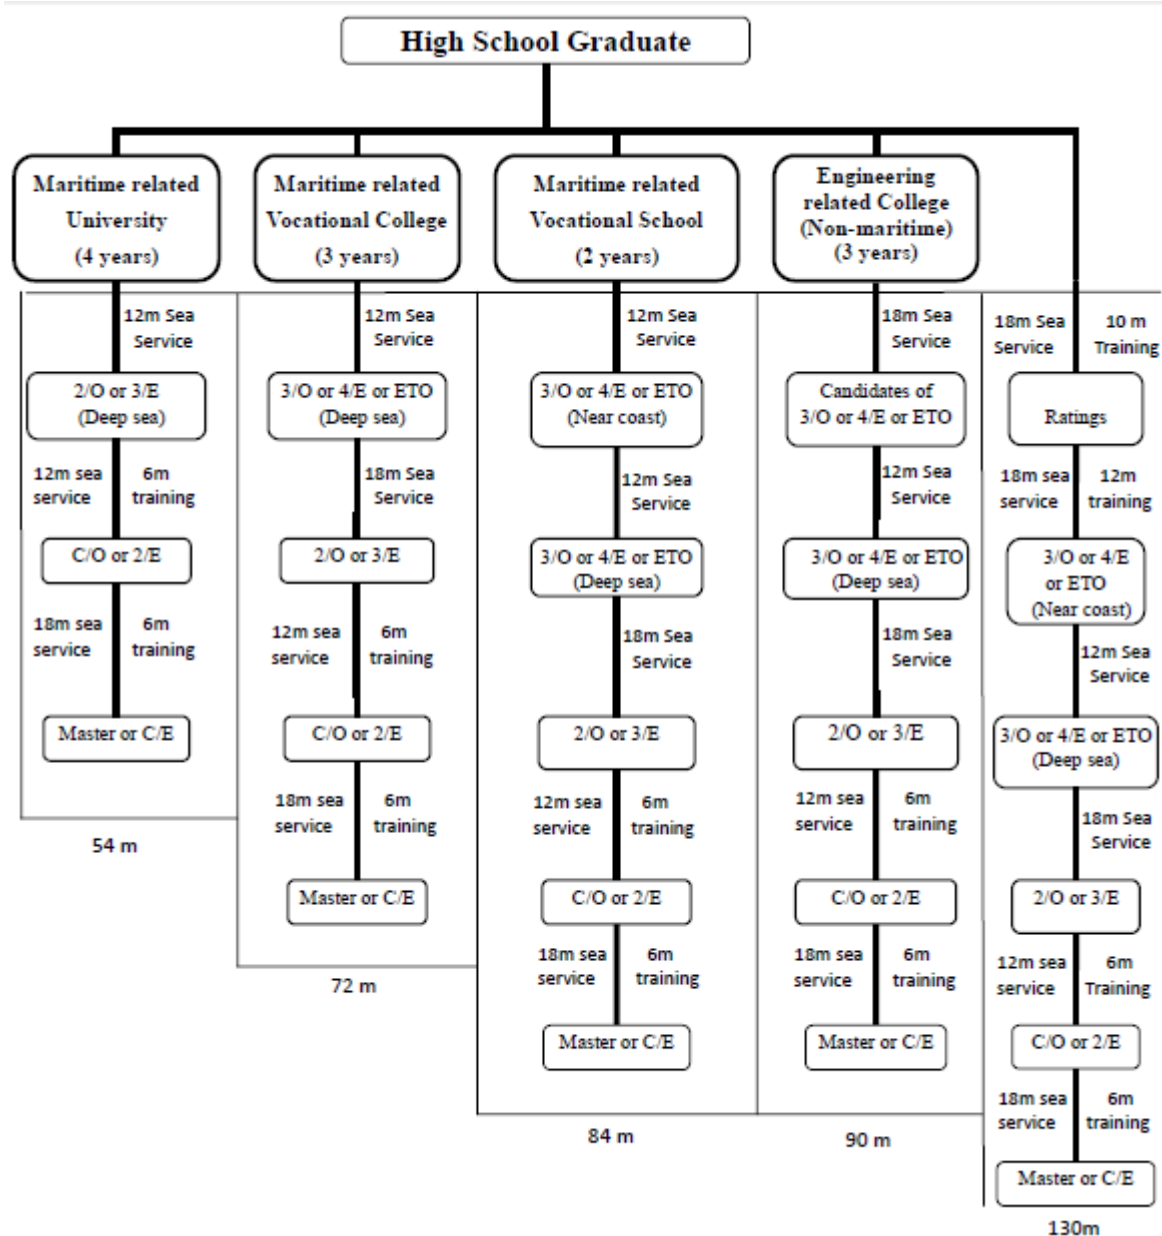 High School Graduate
Maritime related
University
(4 years)
12m Sea
Service
2/O or 3/E
(Deep sea)
12m sea
service
6m
training
C/O or 2/E
18m sea
service
6m
training
Master or C/E
54 m
Maritime related
Vocational College
(3 years)
12m Sea
Service
3/O or 4/E or ETO
(Deep sea)
18m Sea
Service
2/O or 3/E
12m sea
service
6m
training
C/O or 2/E
18m sea
service
6m
training
Master or C/E
72 m
Maritime related
Vocational School
(2 years)
12m Sea
Service
3/O or 4/E or ETO
(Near coast)
12m Sea
Service
3/O or 4/E or ETO
(Deep sea)
18m Sea
Service
2/O or 3/E
12m sea
service
6m
training
C/O or 2/E
18m sea
service
6m
training
Master or C/E
84 m
Engineering
related College
(Non-maritime)
(3 years)
18m Sea
Service
Candidates of
3/O or 4/E or ETO
12m Sea
Service
3/O or 4/E or ETO
(Deep sea)
18m Sea
Service
2/O or 3/E
12m sea
service
6m
training
C/O or 2/E
18m sea
service
6m
training
Master or C/E
90 m
18m Sea
Service
10 m
Training
Ratings
18m sea
service
12m
training
3/O or 4/E
or ETO
(Near coast)
12m Sea
Service
3/O or 4/E or ETO
(Deep sea)
18m Sea
Service
2/O or 3/E
12m sea
service
6m
Training
C/O or 2/E
18m sea
service
6m
training
Master or C/E
130m